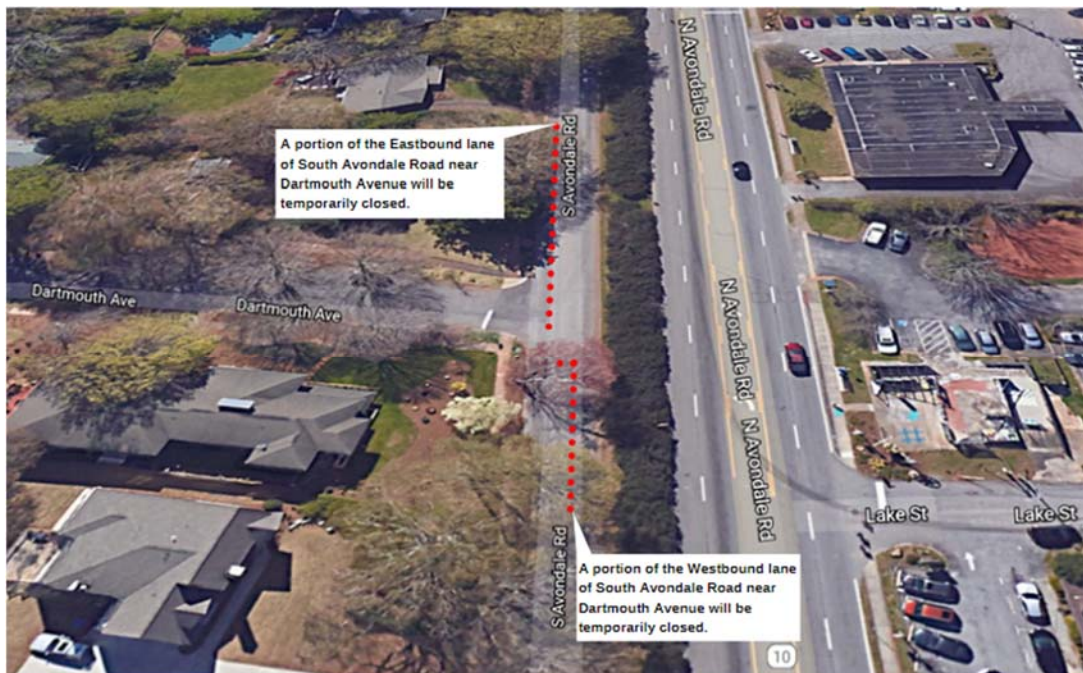 N Avondale Rd
A portion of the Eastbound lane
of South Avondale Road near
Dartmouth Avenue will be
temporarily closed.
S Avondale Rd
Dartmouth Ave
Dartmouth Ave
N Avondale Rd
N Avondale Rd
Lake St
Lake St
S Avondale Rd
A portion of the Westbound lane
of South Avondale Road near
Dartmouth Avenue will be
temporarily closed.
10